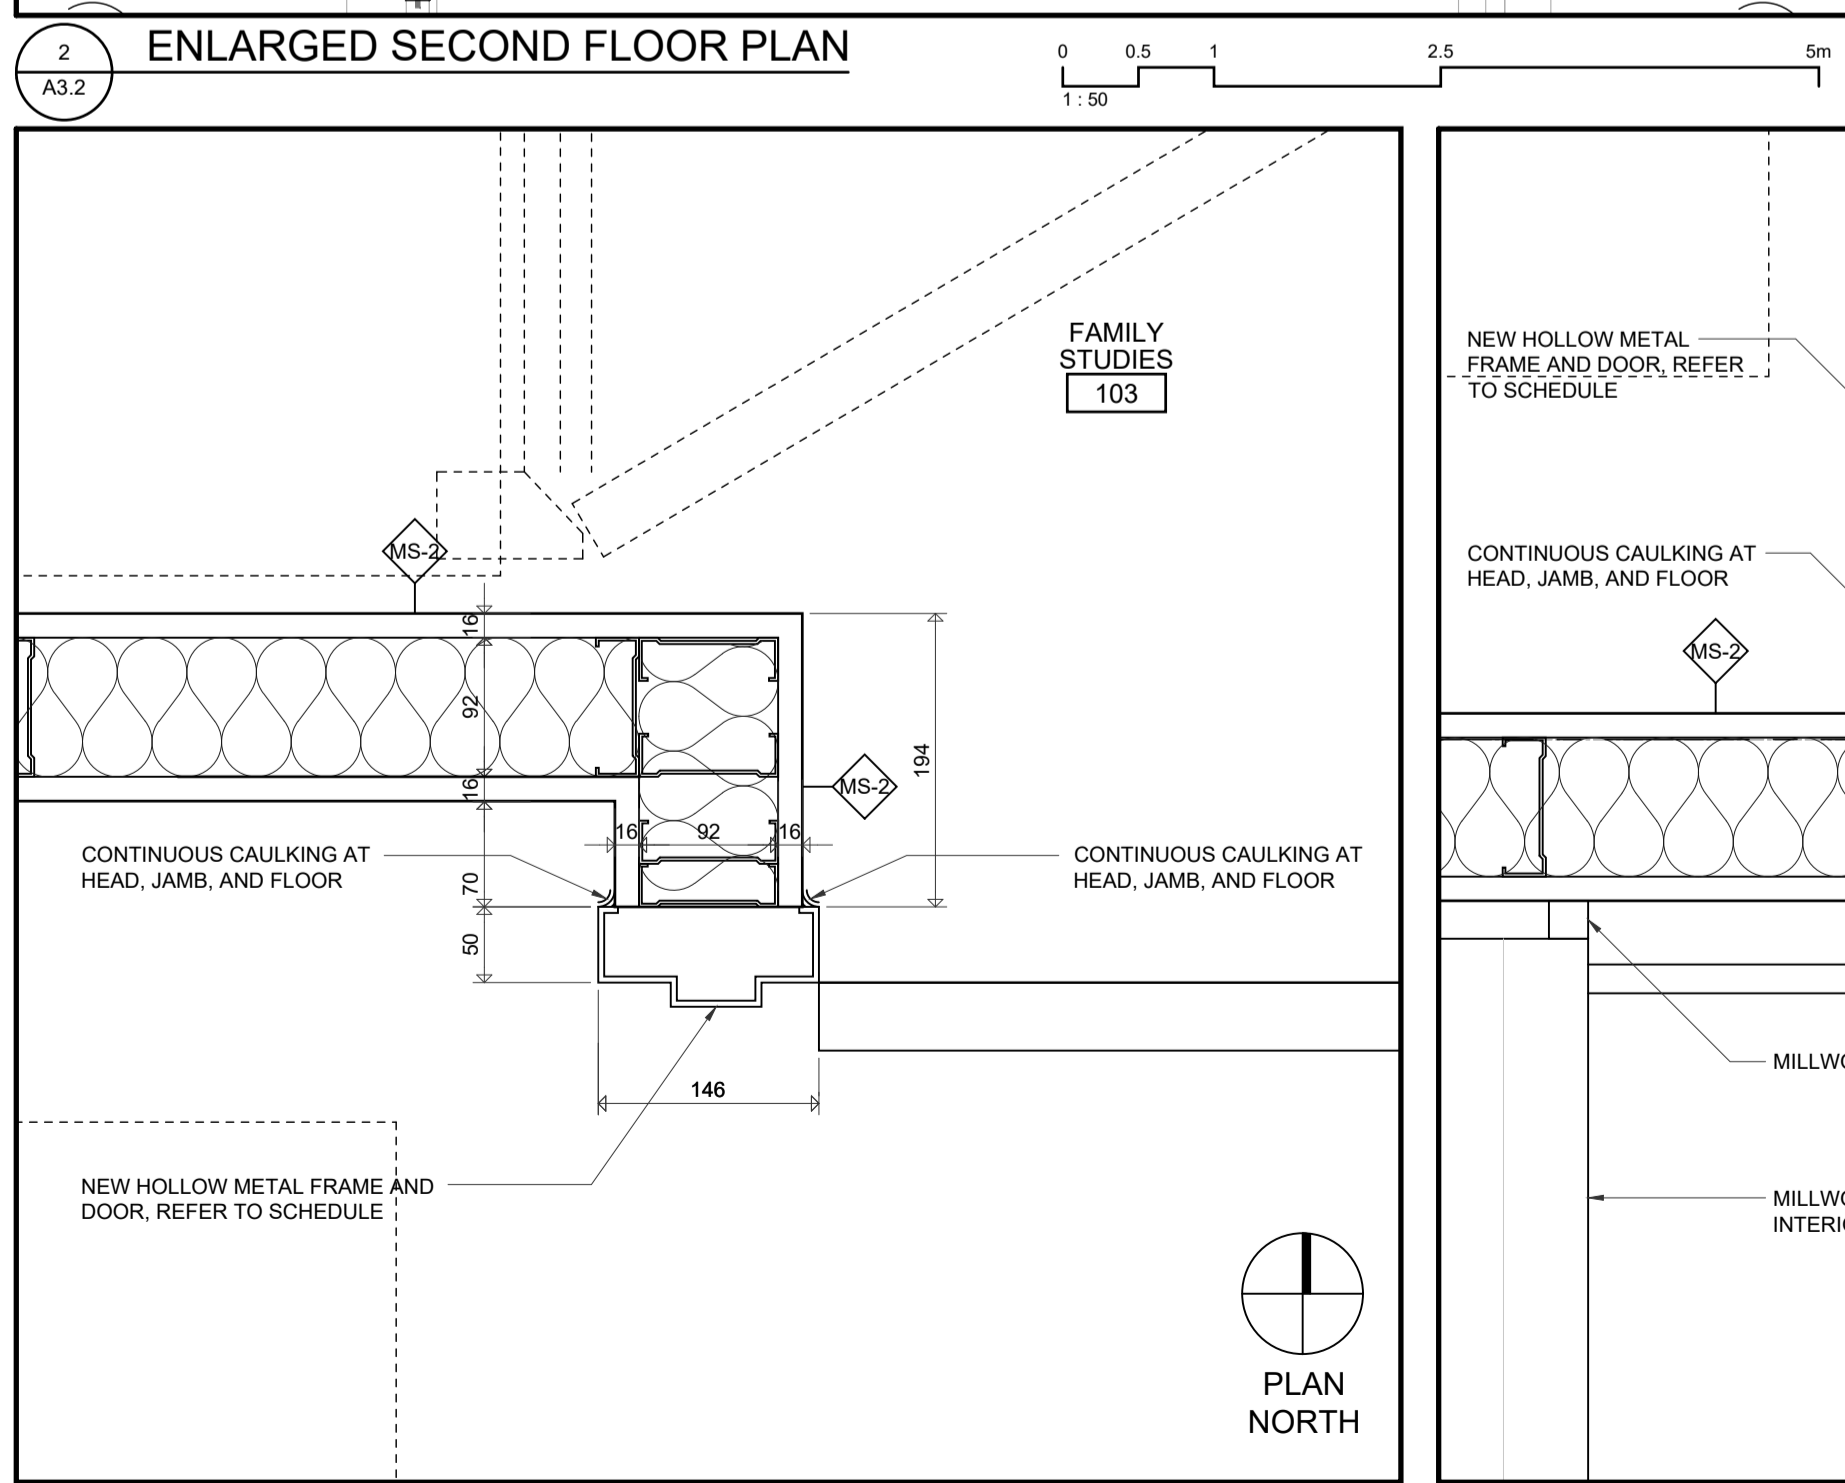 2
A3.2
ENLARGED SECOND FLOOR PLAN
0 0.5 1 2.5 5m
1 : 50
FAMILY
STUDIES
103
MS-2
16
92
16
70
50
16 92 16
194
MS-2
CONTINUOUS CAULKING AT
HEAD, JAMB, AND FLOOR
CONTINUOUS CAULKING AT
HEAD, JAMB, AND FLOOR
146
NEW HOLLOW METAL FRAME AND
DOOR, REFER TO SCHEDULE
PLAN
NORTH
NEW HOLLOW METAL
FRAME AND DOOR, REFER
TO SCHEDULE
CONTINUOUS CAULKING AT
HEAD, JAMB, AND FLOOR
MS-2